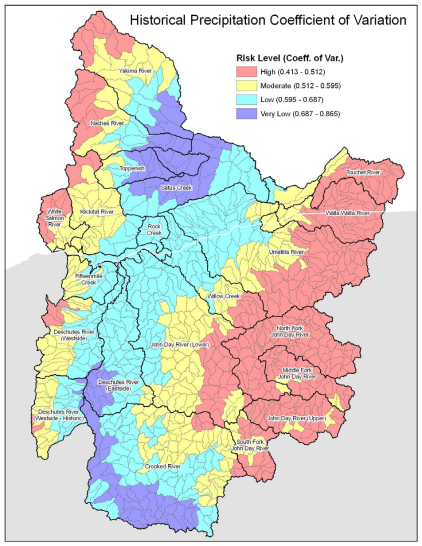 Historical Precipitation Coefficient of Variation
Risk Level (Coeff. of Var.)
High (0.413 - 0.512)
Moderate (0.512 - 0.595)
Low (0.595 - 0.687)
Very Low (0.687 - 0.865)
Yakima River
Naches River
Toppenish
Satus Creek
Touchet River
White
Salmon
River
Klickitat River
Walla Walla River
Rock
Creek
Umatilla River
Fifteenmile
Creek
Willow Creek
Deschutes River
(Westside)
John Day River (Lower)
North Fork
John Day River
Middle Fork
John Day River
Deschutes River
(Eastside)
Deschutes River
(Westside - Historic)
John Day River (Upper)
South Fork
John Day River
Crooked River